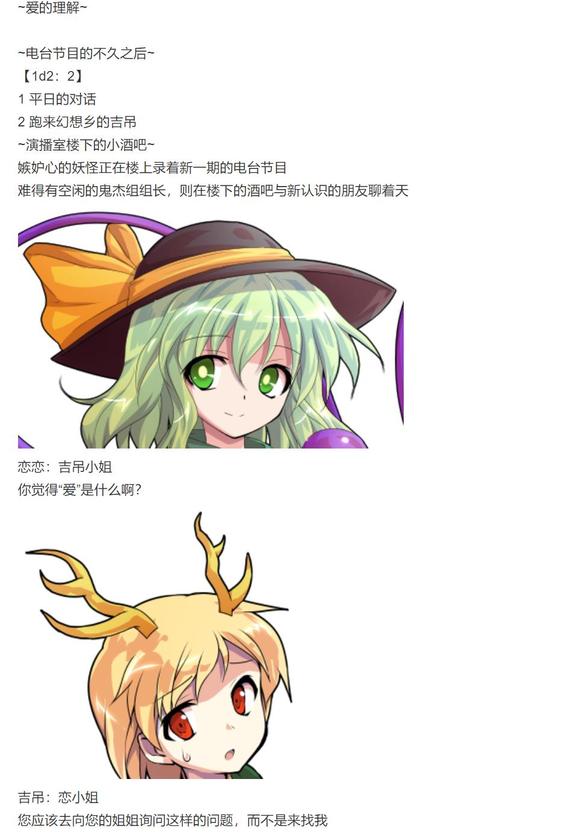 ~爱的理解~
~电台节目的不久之后~
【1d2：2】
1 平日的对话
2 跑来幻想乡的吉吊
~演播室楼下的小酒吧~
嫉妒心的妖怪正在楼上录着新一期的电台节目
难得有空闲的鬼杰组组长，则在楼下的酒吧与新认识的朋友聊着天
恋恋：吉吊小姐
你觉得“爱”是什么啊？
吉吊：恋小姐
您应该去向您的姐姐询问这样的问题，而不是来找我